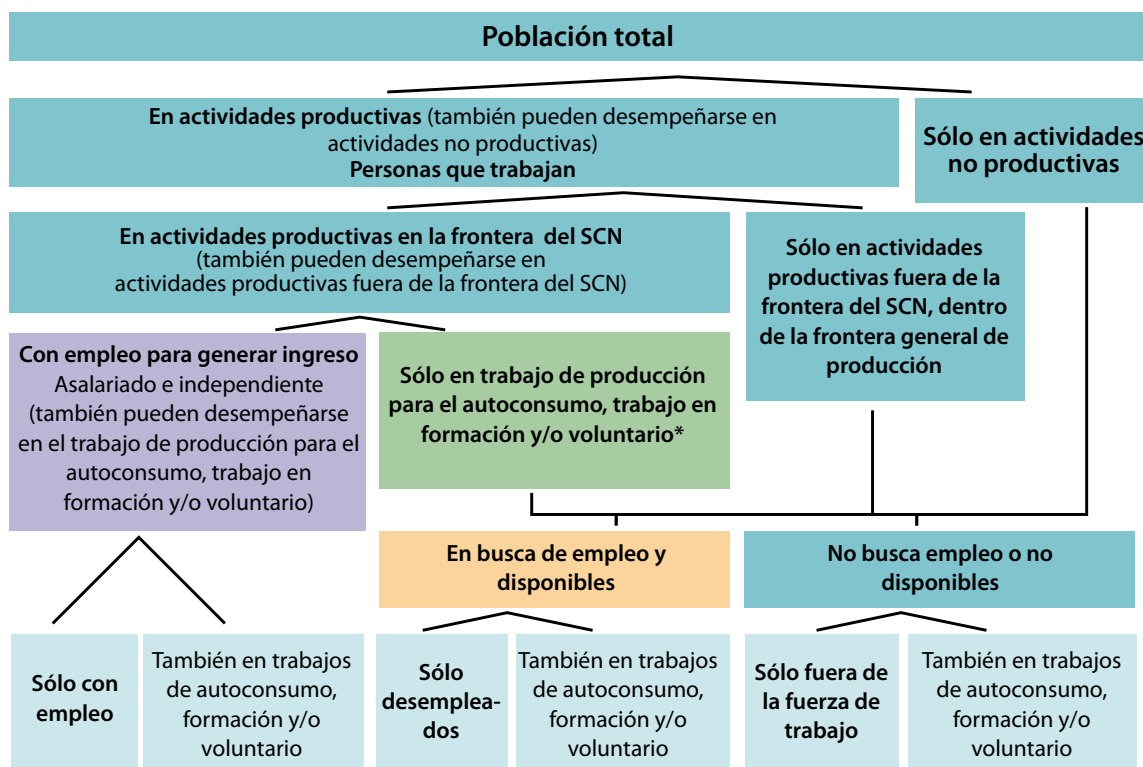 Población total
En actividades productivas (también pueden desempeñarse en
actividades no productivas)
Personas que trabajan
Sólo en actividades
no productivas
En actividades productivas en la frontera del SCN
(también pueden desempeñarse en
actividades productivas fuera de la frontera del SCN)
Sólo en actividades
productivas fuera de la
frontera del SCN, dentro
de la frontera general de
producción
Con empleo para generar ingreso
Asalariado e independiente
(también pueden desempeñarse
en el trabajo de producción para el
autoconsumo, trabajo en
formación y/o voluntario)
Sólo en trabajo de producción
para el autoconsumo, trabajo en
formación y/o voluntario*
En busca de empleo y
disponibles
No busca empleo o no
disponibles
Sólo con
empleo
También en trabajos
de autoconsumo,
formación y/o
voluntario
Sólo
desemplea-
dos
También en trabajos
de autoconsumo,
formación y/o
voluntario
Sólo fuera de
la fuerza de
trabajo
También en trabajos
de autoconsumo,
formación y/o
voluntario